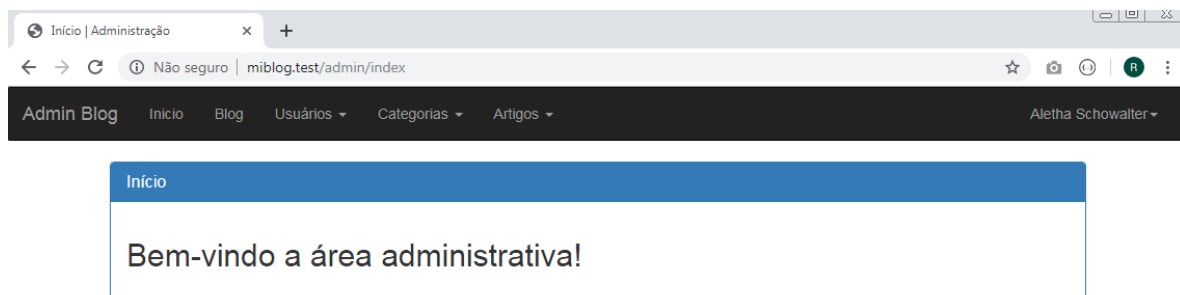 Início | Administração
Não seguro | miblog.test/admin/index
R
Admin Blog Inicio Blog Usuários Categorias Artigos Aletha Schowalter
Início
Bem-vindo a área administrativa!